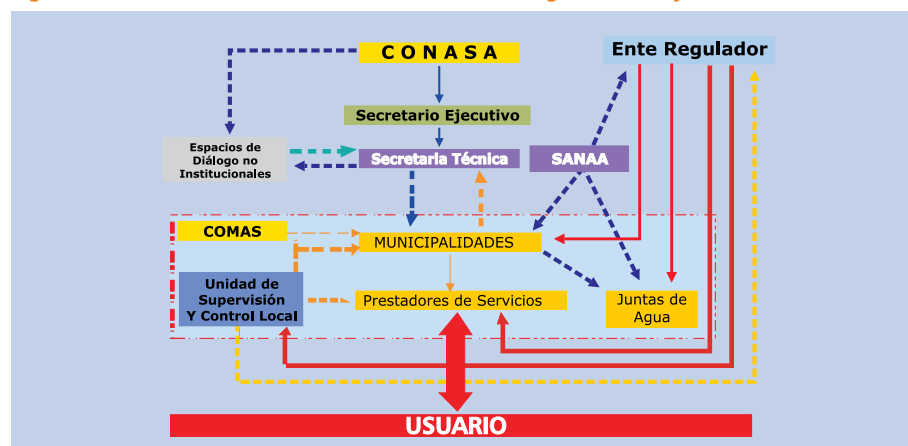 C O N A S A
Ente Regulador
Secretario Ejecutivo
Espacios de
Diálogo no
Institucionales
Secretaria Técnica
SANAA
COMAS
MUNICIPALIDADES
Unidad de
Supervisión
Y Control Local
Prestadores de Servicios
Juntas de
Agua
USUARIO